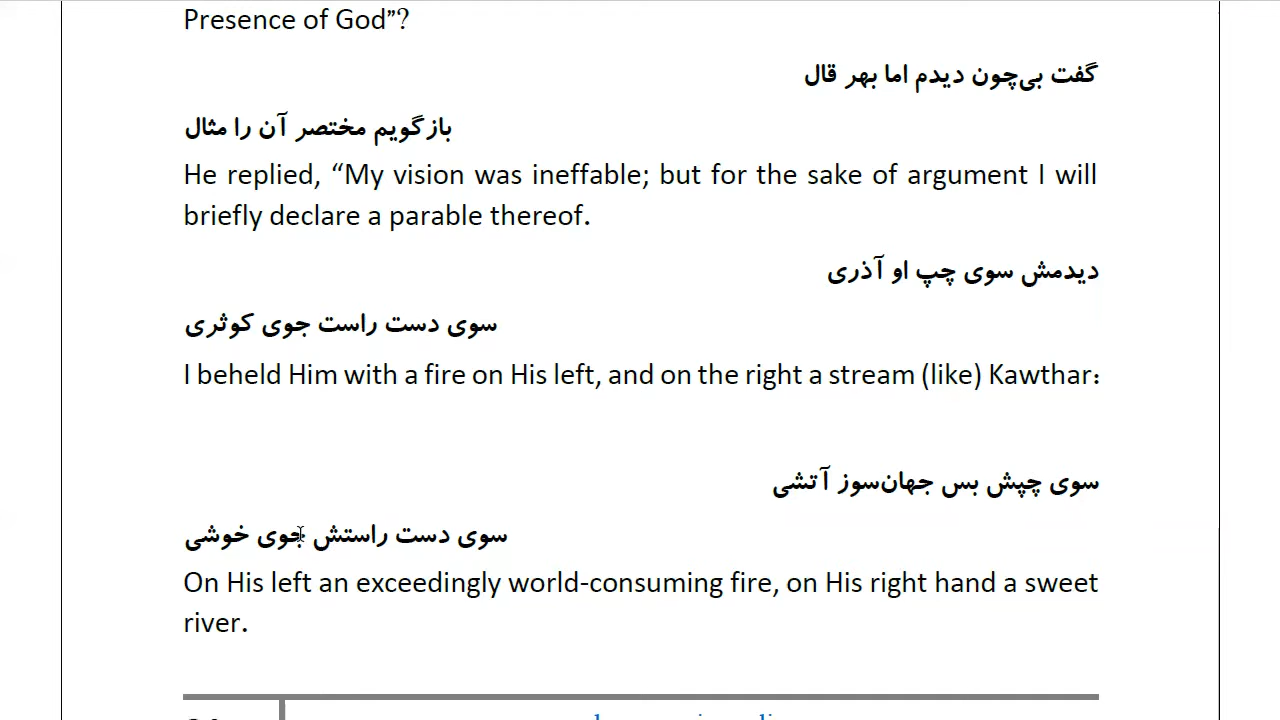 Presence of God”?
گفت بی‌چون دیدم اما بهر قال
بازگویم مختصر آن را مثال
He replied, “My vision was ineffable; but for the sake of argument I will
briefly declare a parable thereof.
دیدمش سوی چپ او آذری
سوی دست راست جوی کوثری
I beheld Him with a fire on His left, and on the right a stream (like) Kawthar:
سوی چپش بس جهان‌سوز آتشی
سوی دست راستش جوی خوشی
On His left an exceedingly world-consuming fire, on His right hand a sweet
river.